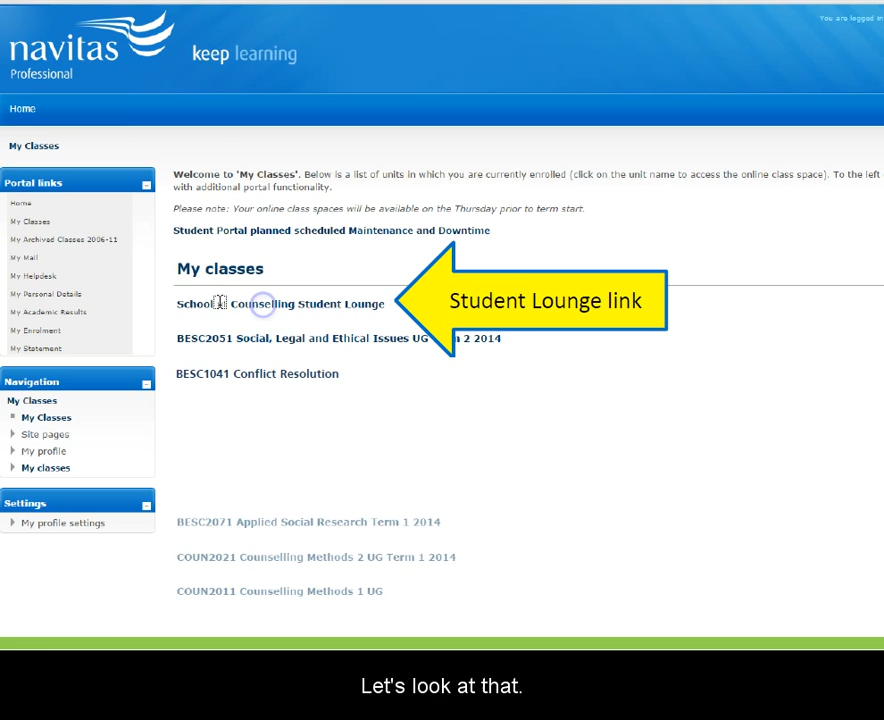 You are logged in
navitas
Professional
keep learning
Home
My Classes
Portal links
Home
My Classes
My Archived Classes 2006-11
My Mail
My Helpdesk
My Personal Details
My Academic Results
My Enrolment
My Statement
Navigation
My Classes
My Classes
Site pages
My profile
My classes
Settings
My profile settings
Welcome to 'My Classes'. Below is a list of units in which you are currently enrolled (click on the unit name to access the online class space). To the left
with additional portal functionality.
Please note: Your online class spaces will be available on the Thursday prior to term start.
Student Portal planned scheduled Maintenance and Downtime
My classes
School Counselling Student Lounge
Student Lounge link
BESC2051 Social, Legal and Ethical Issues UG 2 2014
BESC1041 Conflict Resolution
BESC2071 Applied Social Research Term 1 2014
COUN2021 Counselling Methods 2 UG Term 1 2014
COUN2011 Counselling Methods 1 UG
Let's look at that.